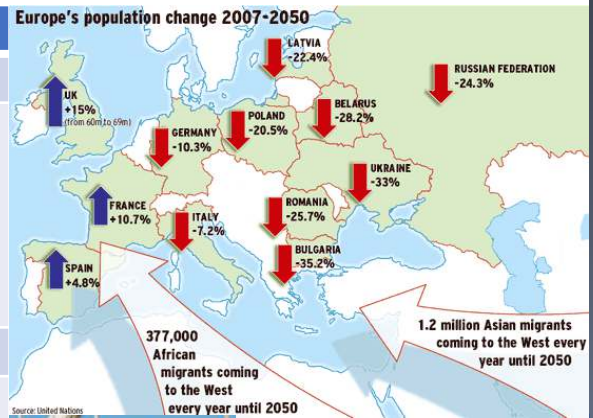 Europe's population change 2007-2050
LATVIA
-22.4%
RUSSIAN FEDERATION
-24.3%
UK
+15%
(from 60m to 69m)
BELARUS
-28.2%
POLAND
-20.5%
GERMANY
-10.3%
UKRAINE
-33%
FRANCE
+10.7%
ITALY
-7.2%
ROMANIA
-25.7%
BULGARIA
-35.2%
SPAIN
+4.8%
1.2 million Asian migrants
coming to the West every
year until 2050
377,000
African
migrants coming
to the West
every year until 2050
Source: United Nations